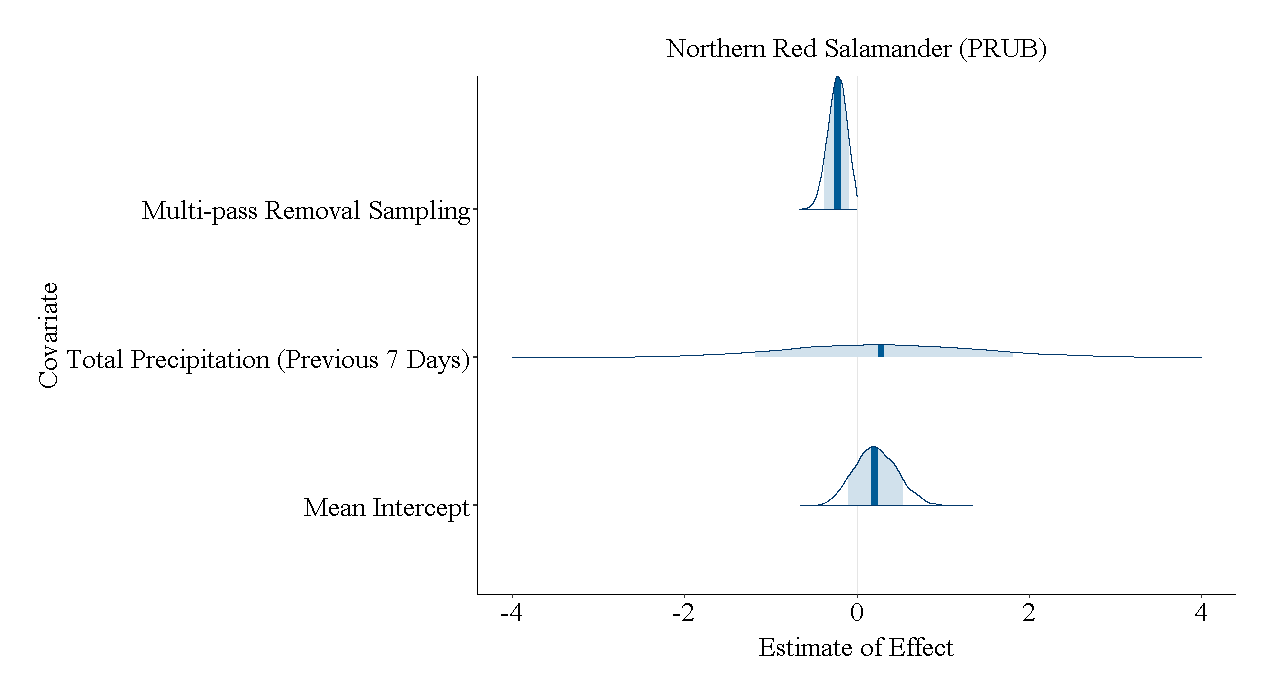 Northern Red Salamander (PRUB)
Multi-pass Removal Sampling
Total Precipitation (Previous 7 Days)
Mean Intercept
Covariate
-4
-2
0
2
4
Estimate of Effect